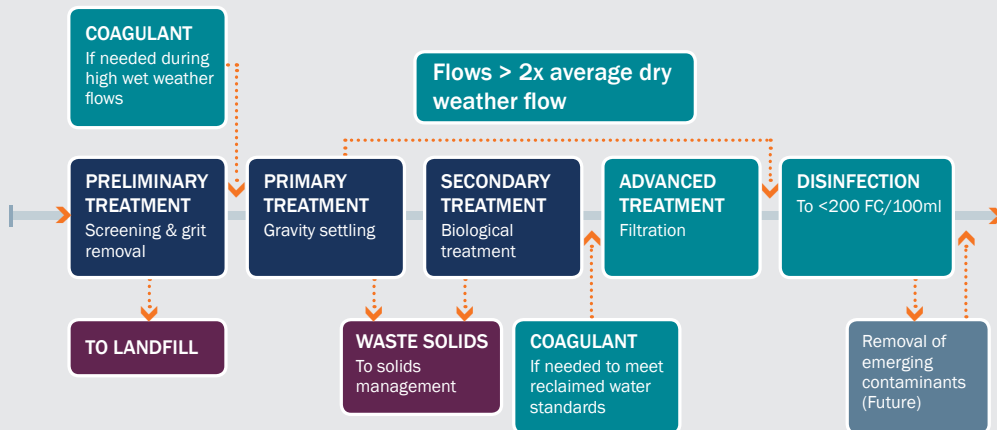 COAGULANT
If needed during
high wet weather
flows
Flows > 2x average dry
weather flow
PRELIMINARY
TREATMENT
Screening & grit
removal
PRIMARY
TREATMENT
Gravity settling
SECONDARY
TREATMENT
Biological
treatment
ADVANCED
TREATMENT
Filtration
DISINFECTION
To <200 FC/100ml
TO LANDFILL
WASTE SOLIDS
To solids
management
COAGULANT
If needed to meet
reclaimed water
standards
Removal of
emerging
contaminants
(Future)